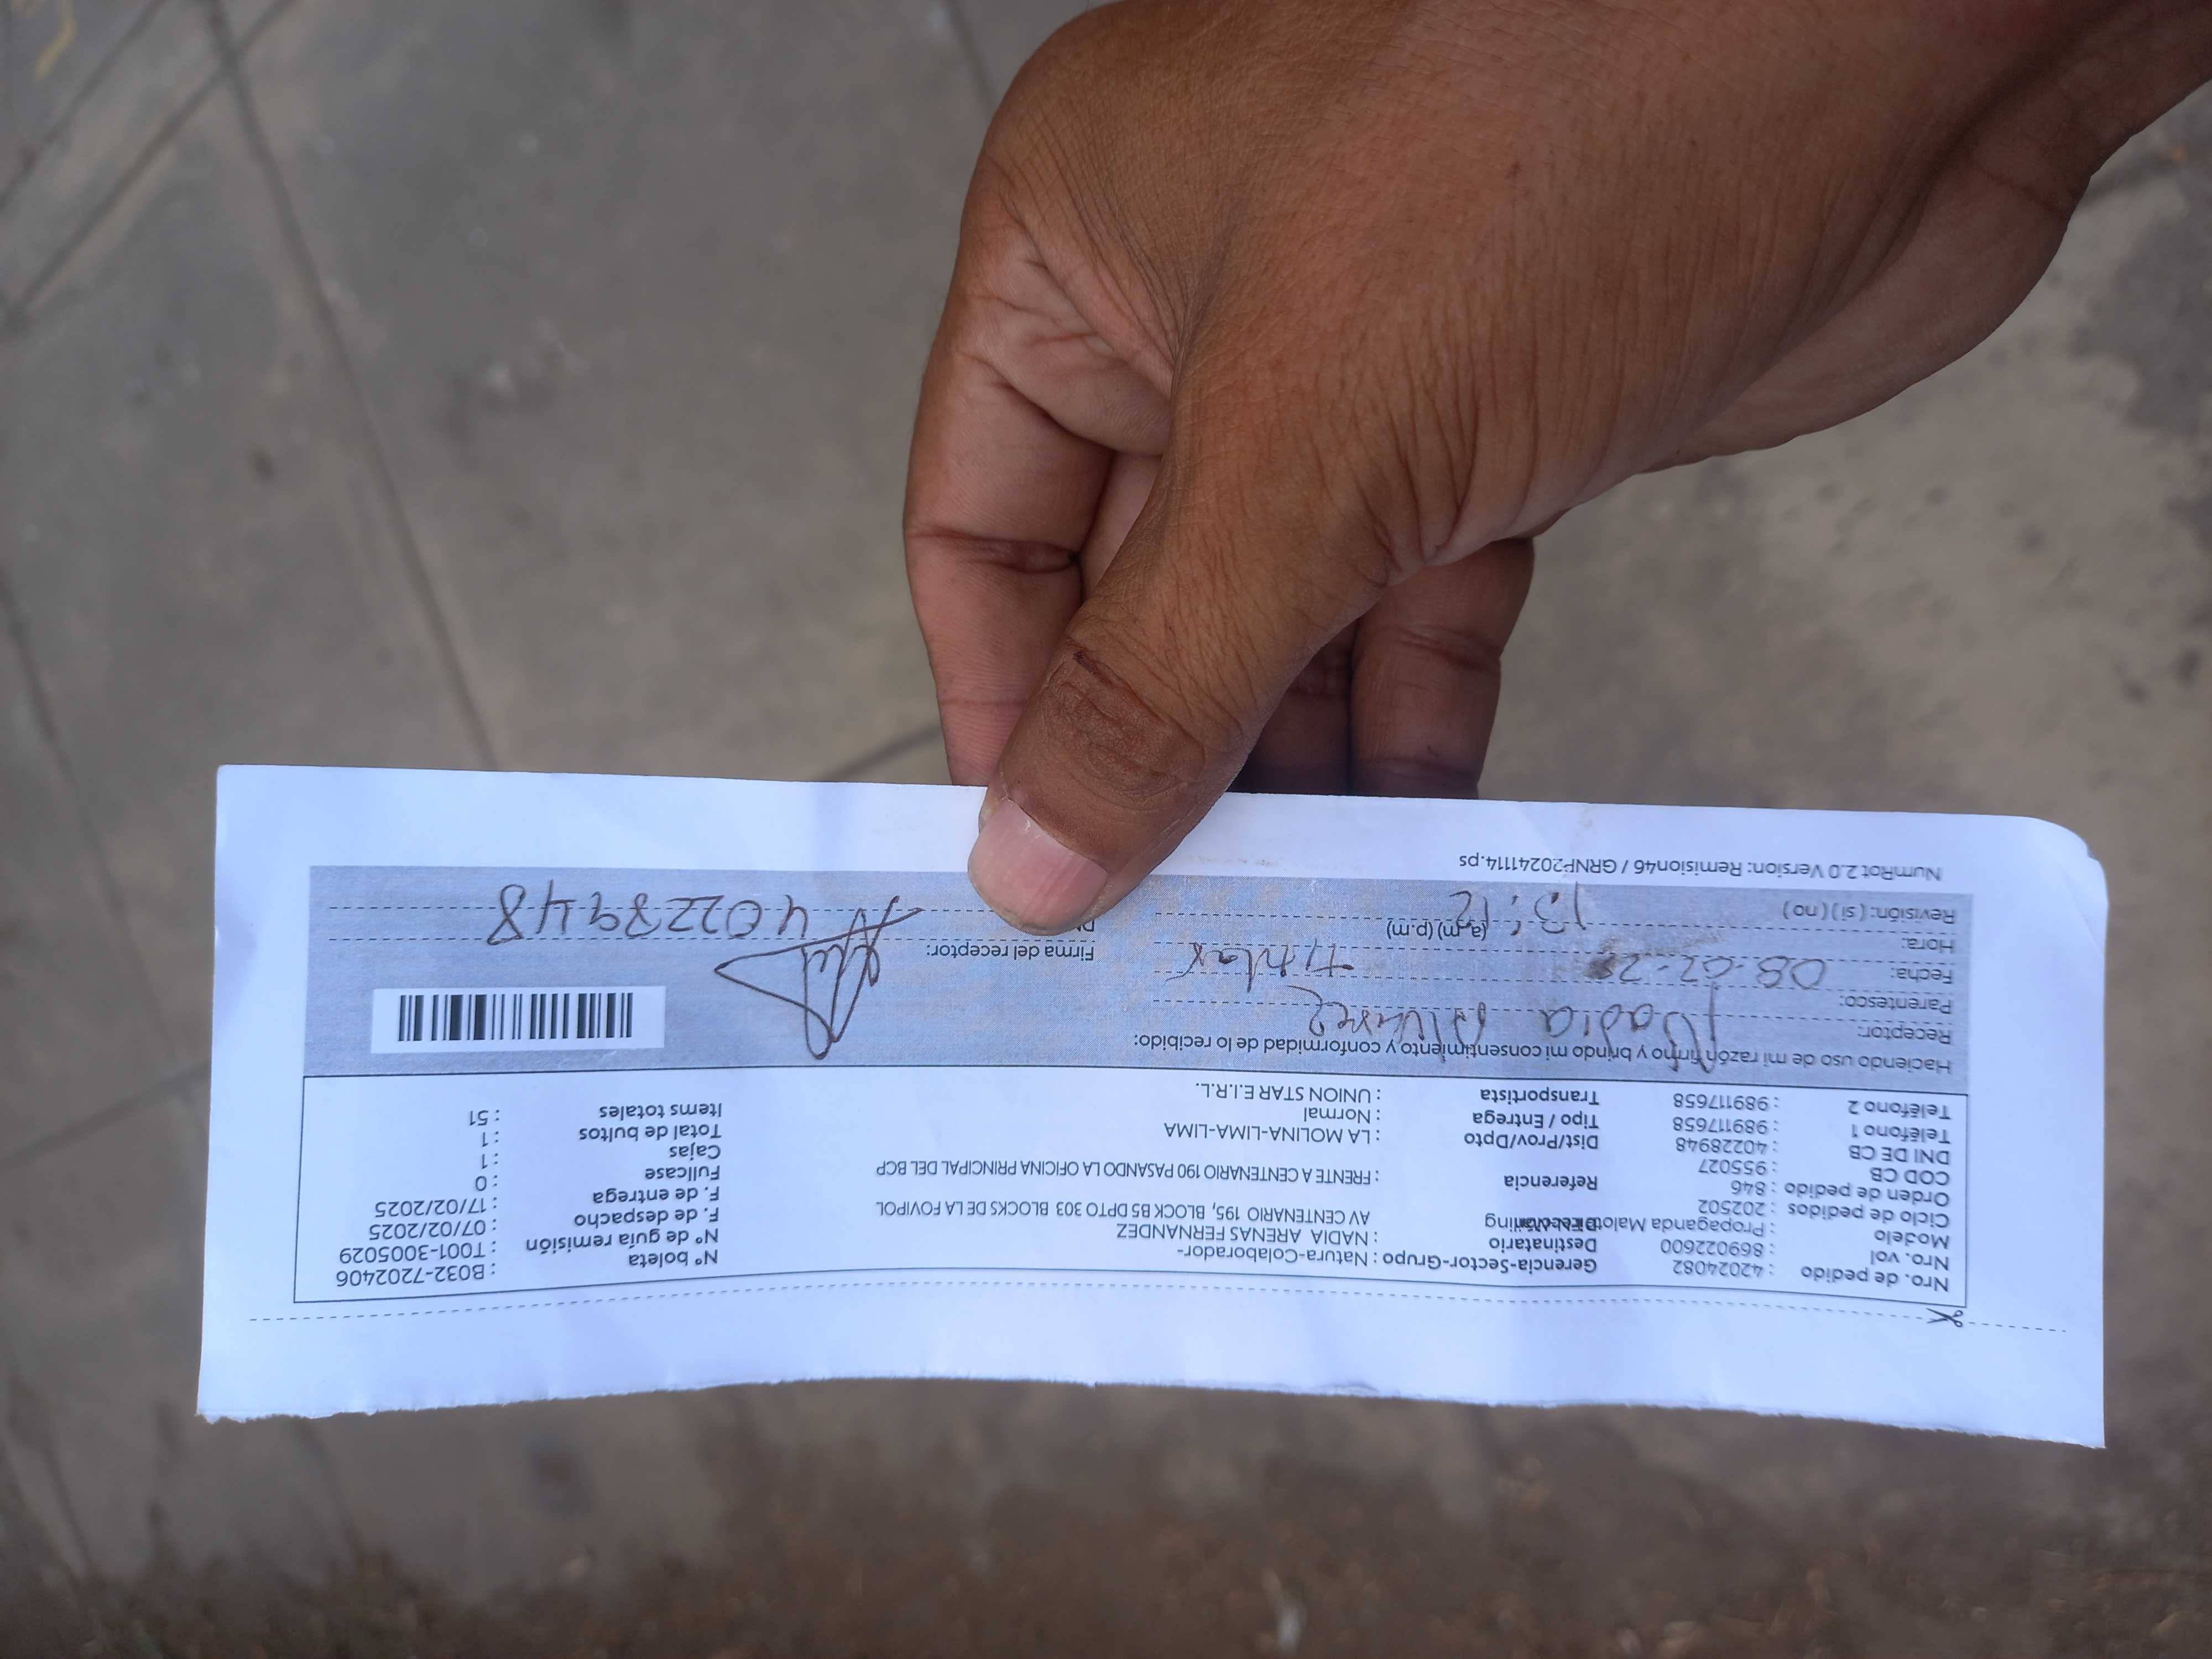 Nro. de pedido : 42024082 Gerencia-Sector-Grupo : Natura-Colaborador- N° boleta : B032-7202406
Nro. vol : 869022600 Destinatario : NADIA ARENAS FERNANDEZ N° de guía remisión : T001-3005029
Modelo : Propaganda Malote Mailing Dirección AV CENTENARIO 195, BLOCK B5 DPTO 303 BLOCKS DE LA FOVIPOL F. de despacho : 07/02/2025
Ciclo de pedidos : 202502 F. de entrega : 17/02/2025
Orden de pedido : 846 Referencia : FRENTE A CENTENARIO 190 PASANDO LA OFICINA PRINCIPAL DEL BCP Fullcase : 0
COD CB : 955027 Cajas : 1
DNI DE CB : 40228948 Dist/Prov/Dpto : LA MOLINA-LIMA-LIMA Total de bultos : 1
Teléfono 1 : 989117658 Tipo / Entrega : Normal Items totales : 51
Teléfono 2 : 989117658 Transportista : UNION STAR E.I.R.L.
Haciendo uso de mi razón firmo y brindo mi consentimiento y conformidad de lo recibido:
Receptor: Nadia
Parentesco: titular
Fecha: 08-02-25 Firma del receptor:
Hora: 13:12 (a.m) (p.m) 40228948
Revisión: ( si ) ( no )
NumRot 2.0 Version: Remision46 / GRNP20241114.ps